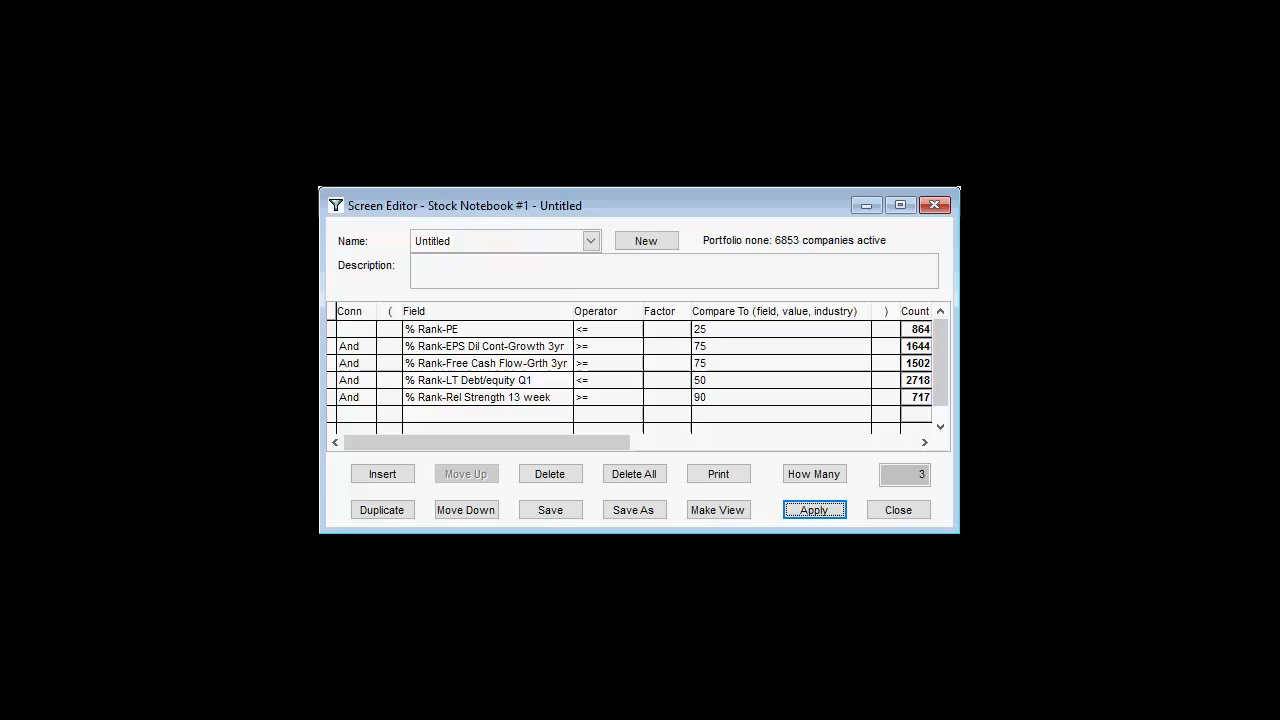 Screen Editor - Stock Notebook #1 - Untitled
Name: Untitled New Portfolio none: 6853 companies active
Description:
Conn ( Field Operator Factor Compare To (field, value, industry) ) Count
% Rank-PE <= 25 864
And % Rank-EPS Dil Cont-Growth 3yr >= 75 1644
And % Rank-Free Cash Flow-Grth 3yr >= 75 1502
And % Rank-LT Debt/equity Q1 <= 50 2718
And % Rank-Rel Strength 13 week >= 90 717
Insert Move Up Delete Delete All Print How Many 3
Duplicate Move Down Save Save As Make View Apply Close